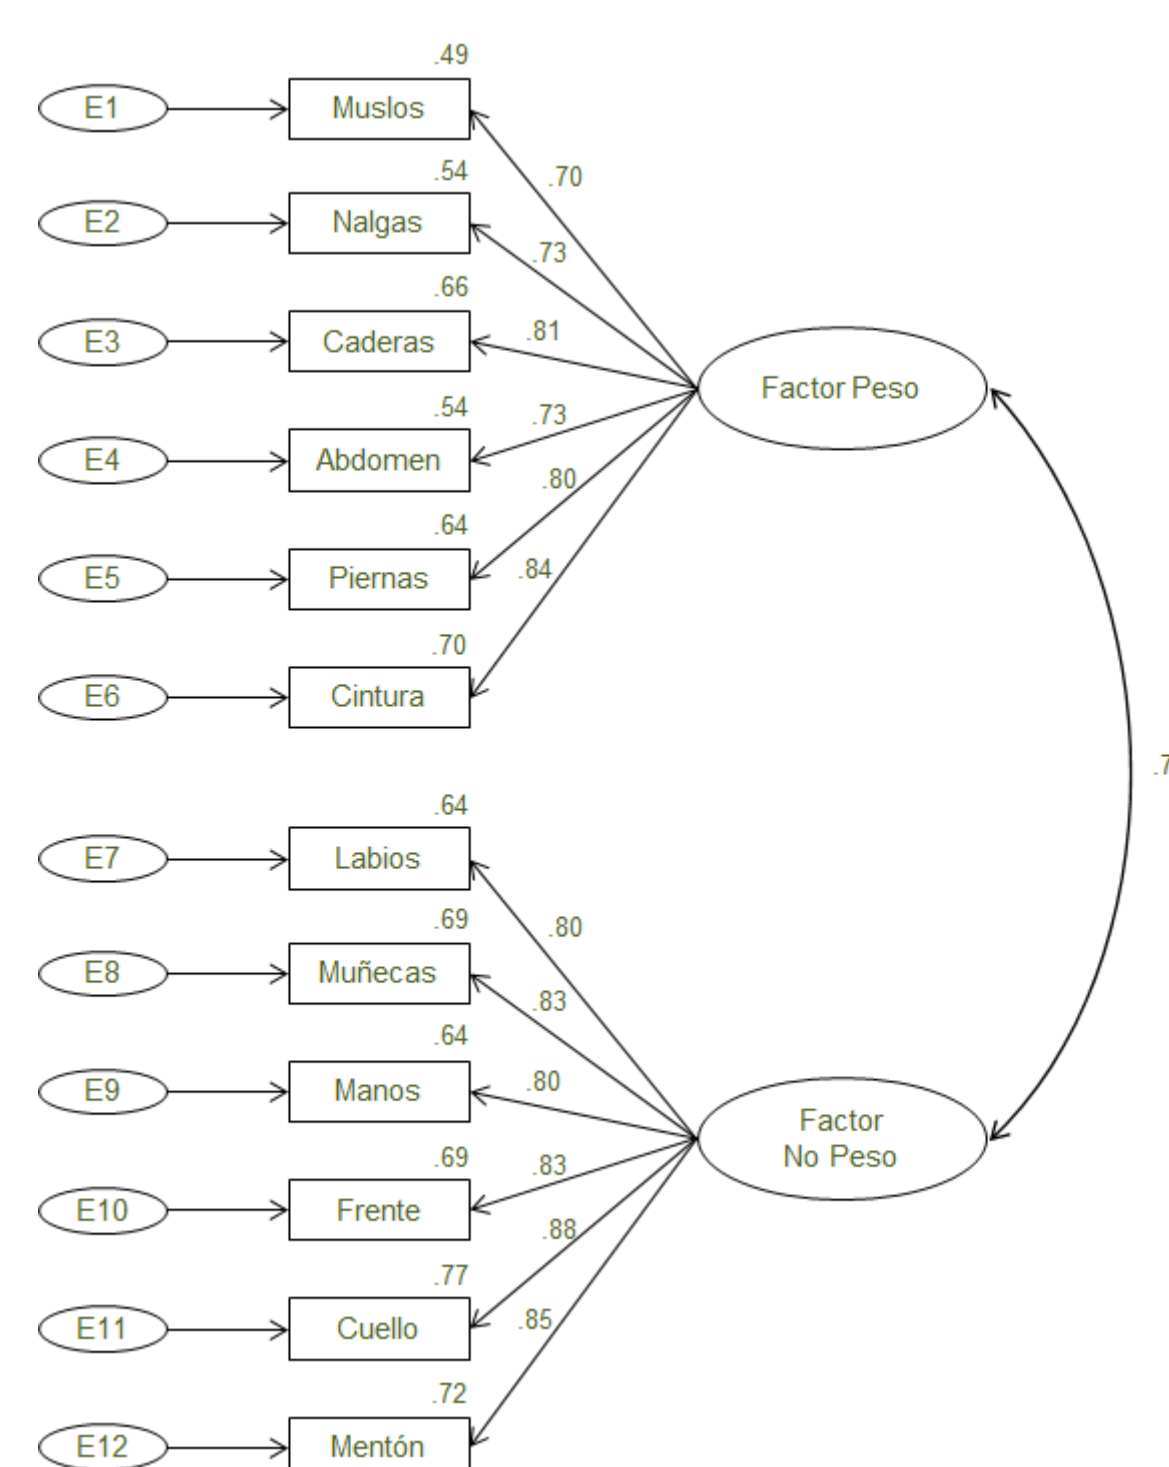 .49
E1 Muslos
.70
.54
E2 Nalgas
.73
.66
E3 Caderas
.81
Factor Peso
.54
E4 Abdomen
.73
.80
.64
E5 Piernas
.84
.70
E6 Cintura
.7
.64
E7 Labios
.80
.69
E8 Muñecas
.83
.64
E9 Manos
.80
Factor
No Peso
.69
E10 Frente
.83
.88
.77
E11 Cuello
.85
.72
E12 Mentón